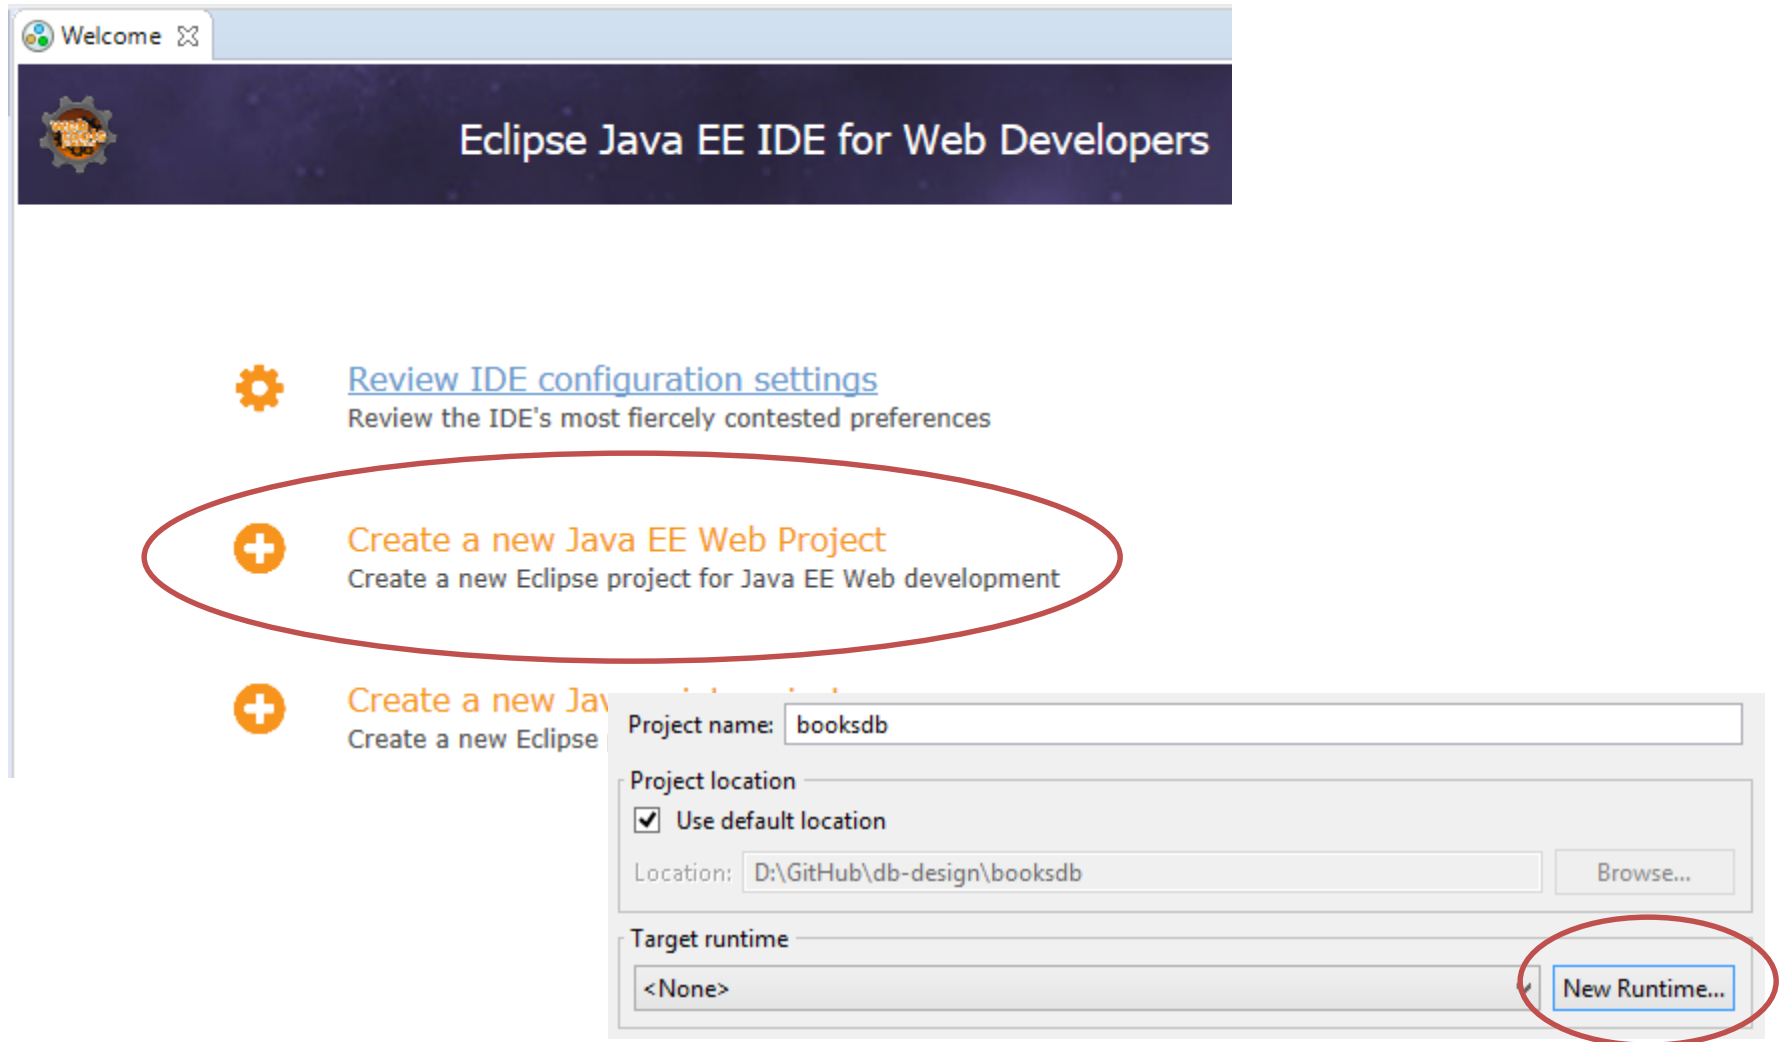 Welcome
Eclipse Java EE IDE for Web Developers
Review IDE configuration settings
Review the IDE's most fiercely contested preferences
Create a new Java EE Web Project
Create a new Eclipse project for Java EE Web development
Create a new
Create a new Eclipse
Project name: booksdb
Project location
Use default location
Location: D:\GitHub\db-design\booksdb Browse...
Target runtime
<None> New Runtime...